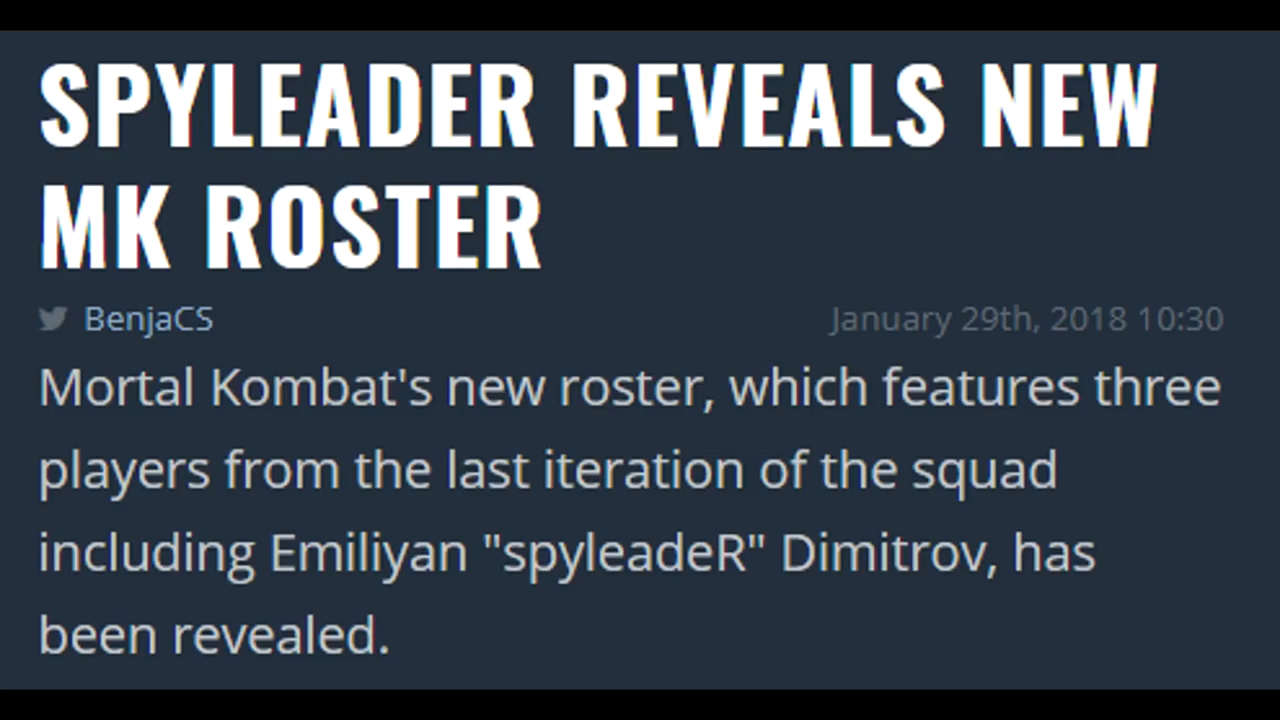 SPYLEADER REVEALS NEW
MK ROSTER
BenjaCS January 29th, 2018 10:30
Mortal Kombat's new roster, which features three
players from the last iteration of the squad
including Emiliyan "spyleadeR" Dimitrov, has
been revealed.